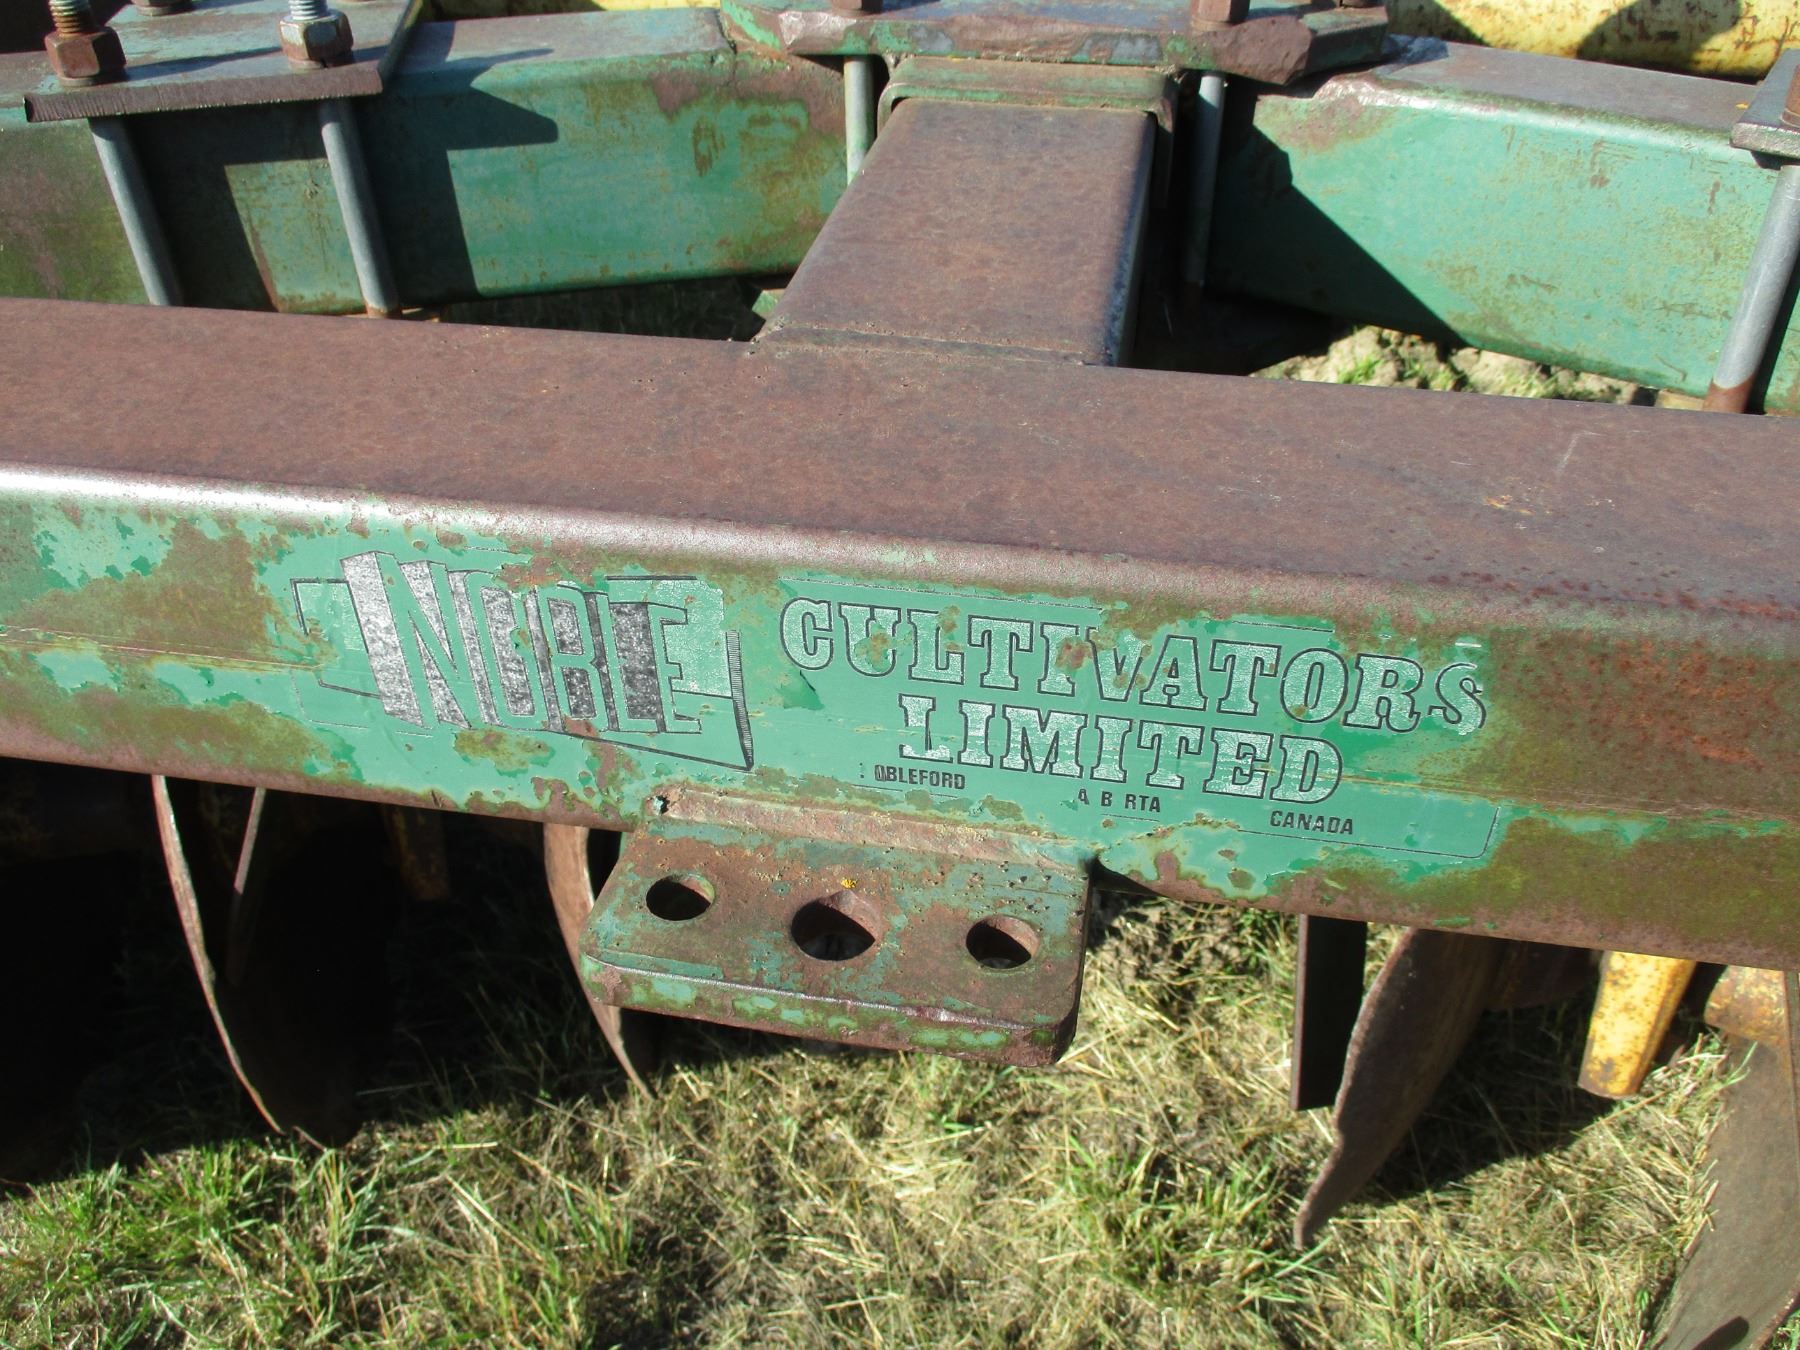 NOBLE
CULTIVATORS
LIMITED
OBLEFORD A B RTA CANADA